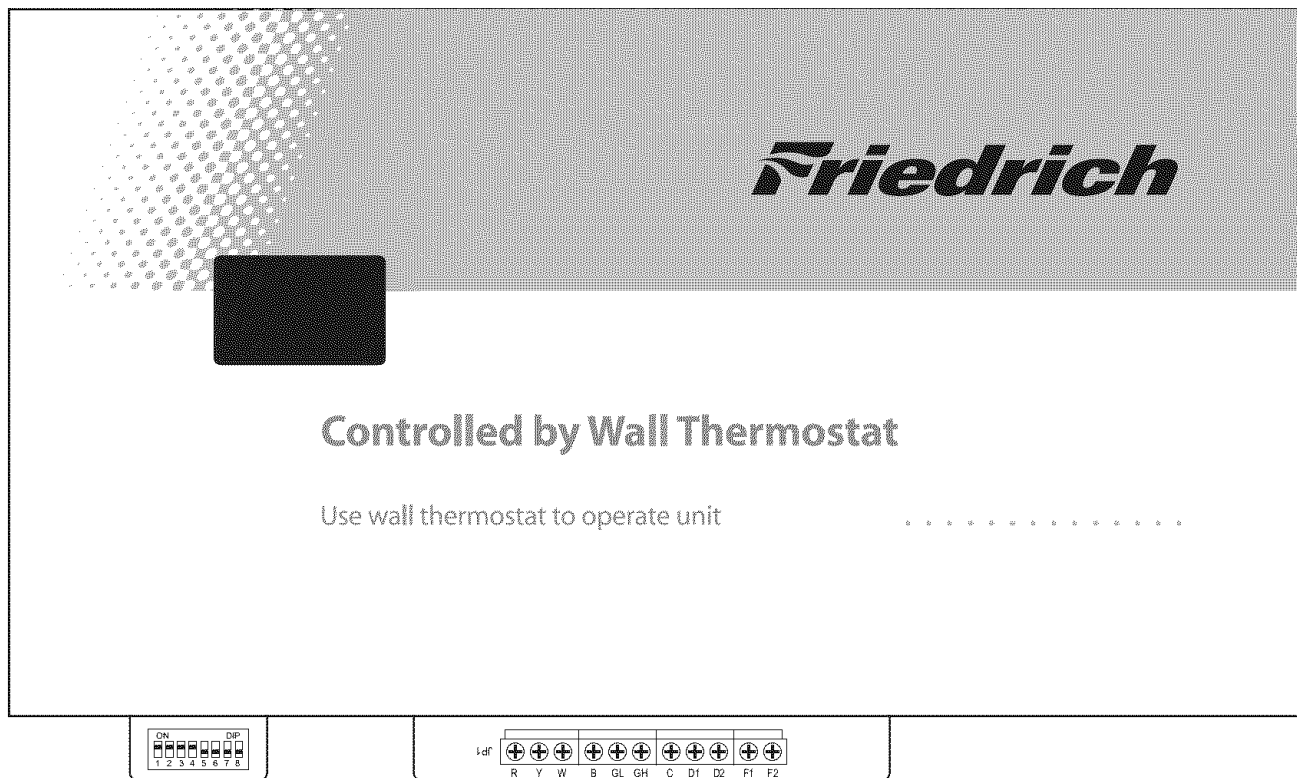 Friedrich
Controlled by Wall Thermostat
Use wall thermostat to operate unit
ON DIP
1 2 3 4 5 6 7 8
JP1
R Y W B GL GH C D1 D2 F1 F2